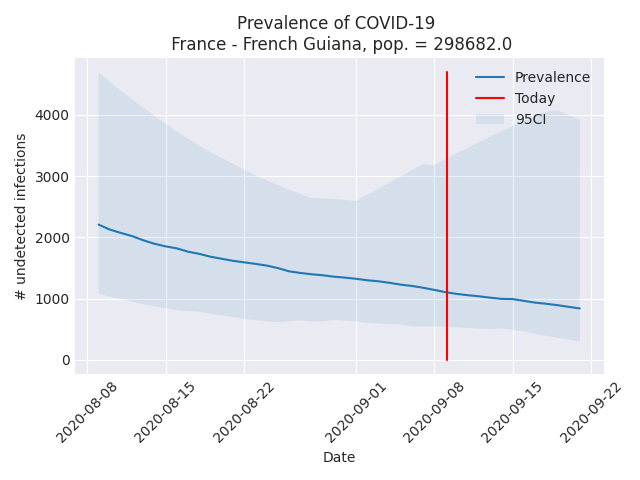 Prevalence of COVID-19
France - French Guiana, pop. = 298682.0
Prevalence
Today
95CI
4000
3000
2000
1000
0
# undetected infections
2020-08-08
2020-08-15
2020-08-22
2020-09-01
2020-09-08
2020-09-15
2020-09-22
Date